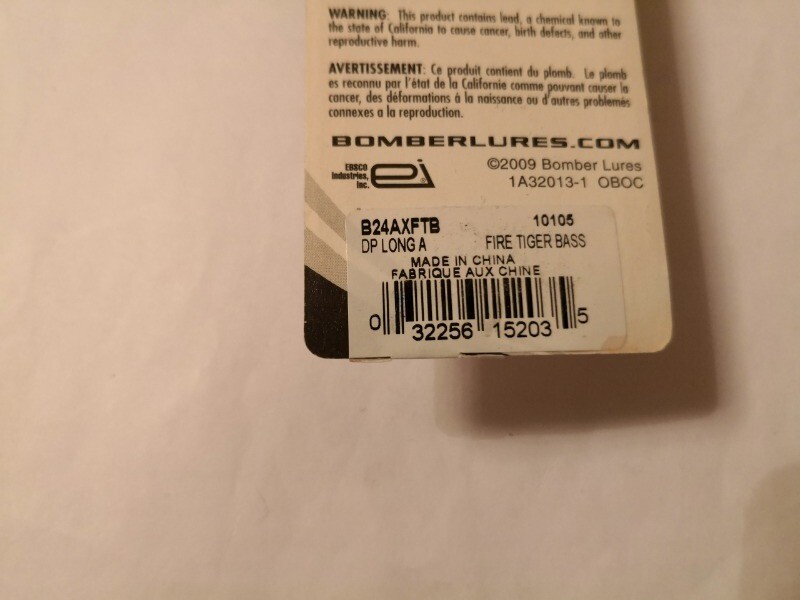 WARNING: This product contains lead, a chemical known to
the state of California to cause cancer, birth defects, and other
reproductive harm.
AVERTISSEMENT: Ce produit contient du plomb. Le plomb
es reconnu par l'état de la Californie comme pouvant causer la
cancer, des déformations à la naissance ou d'autres problemés
connexes a la reproduction.
BOMBERLURES.COM
EBSCO
Industries,
Inc.
ei
©2009 Bomber Lures
1A32013-1 OBOC
B24AXFTB 10105
DP LONG A FIRE TIGER BASS
MADE IN CHINA
FABRIQUE AUX CHINE
0 32256 15203 5